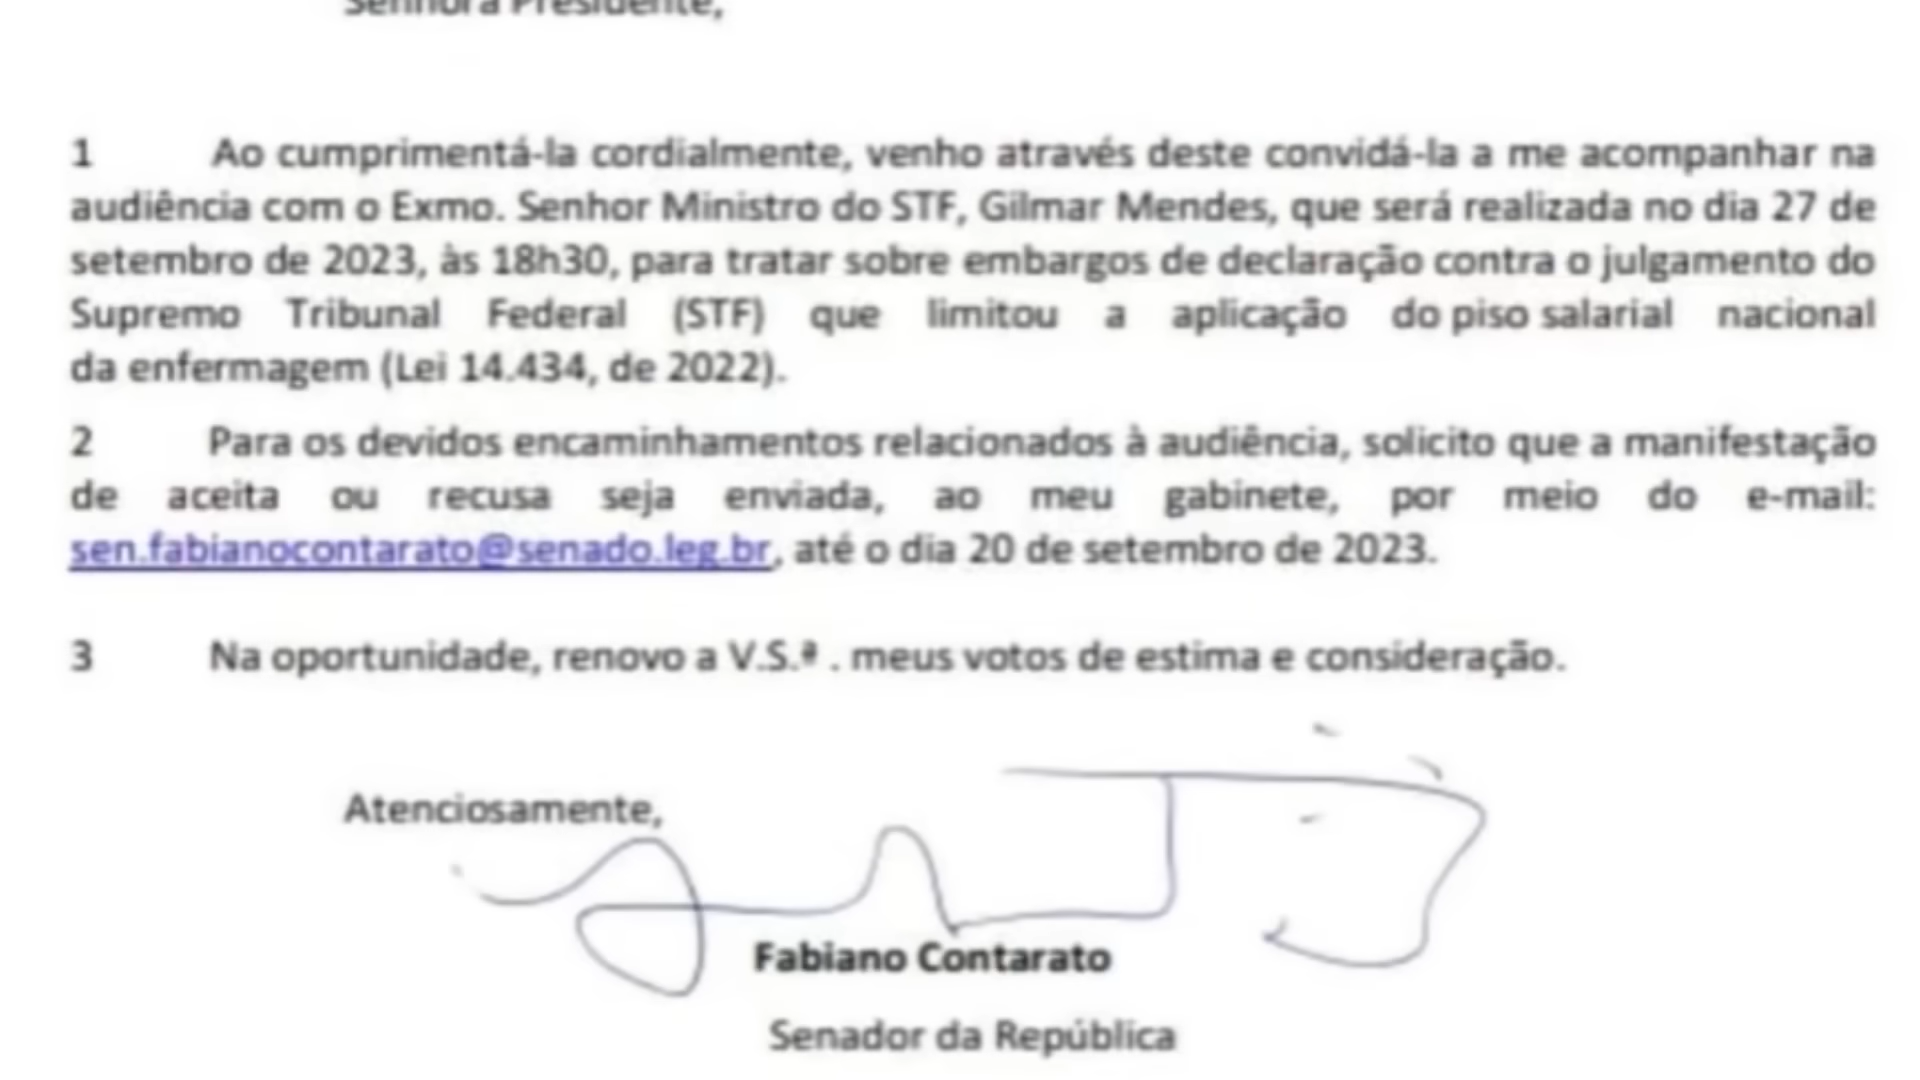 Senhora Presidente,
1 Ao cumprimentá-la cordialmente, venho através deste convidá-la a me acompanhar na
audiência com o Exmo. Senhor Ministro do STF, Gilmar Mendes, que será realizada no dia 27 de
setembro de 2023, às 18h30, para tratar sobre embargos de declaração contra o julgamento do
Supremo Tribunal Federal (STF) que limitou a aplicação do piso salarial nacional
da enfermagem (Lei 14.434, de 2022).
2 Para os devidos encaminhamentos relacionados à audiência, solicito que a manifestação
de aceita ou recusa seja enviada, ao meu gabinete, por meio do e-mail:
sen.fabianocontarato@senado.leg.br, até o dia 20 de setembro de 2023.
3 Na oportunidade, renovo a V.S.ª . meus votos de estima e consideração.
Atenciosamente,
Fabiano Contarato
Senador da República